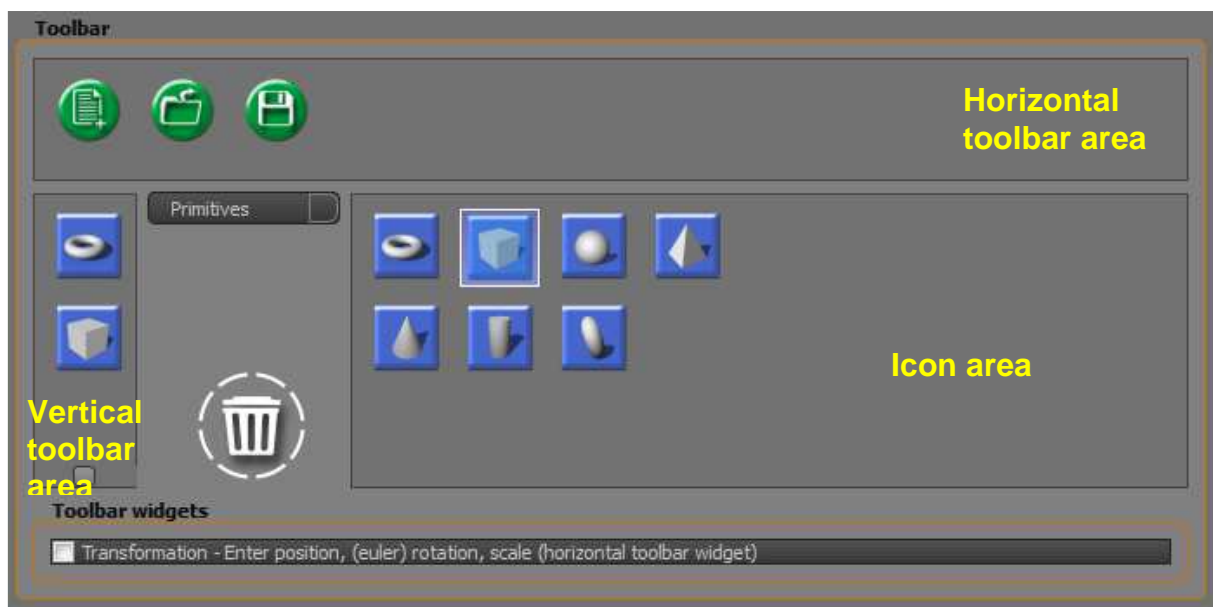 Toolbar
Horizontal
toolbar area
Primitives
Icon area
Vertical
toolbar
area
Toolbar widgets
Transformation - Enter position, (euler) rotation, scale (horizontal toolbar widget)